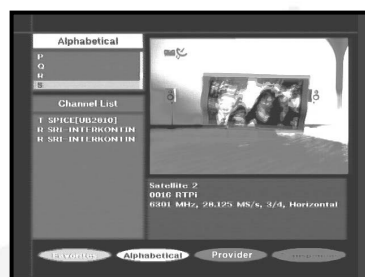 Alphabetical
P
Q
R
S
Channel List
T SPICE[UB2010]
R SRI-INTERKONTIN
R SRI-INTERKONTIN
Satellite 2
0016 RTPi
6301 MHz, 28.125 MS/s, 3/4, Horizontal
Favorites
Alphabetical
Provider